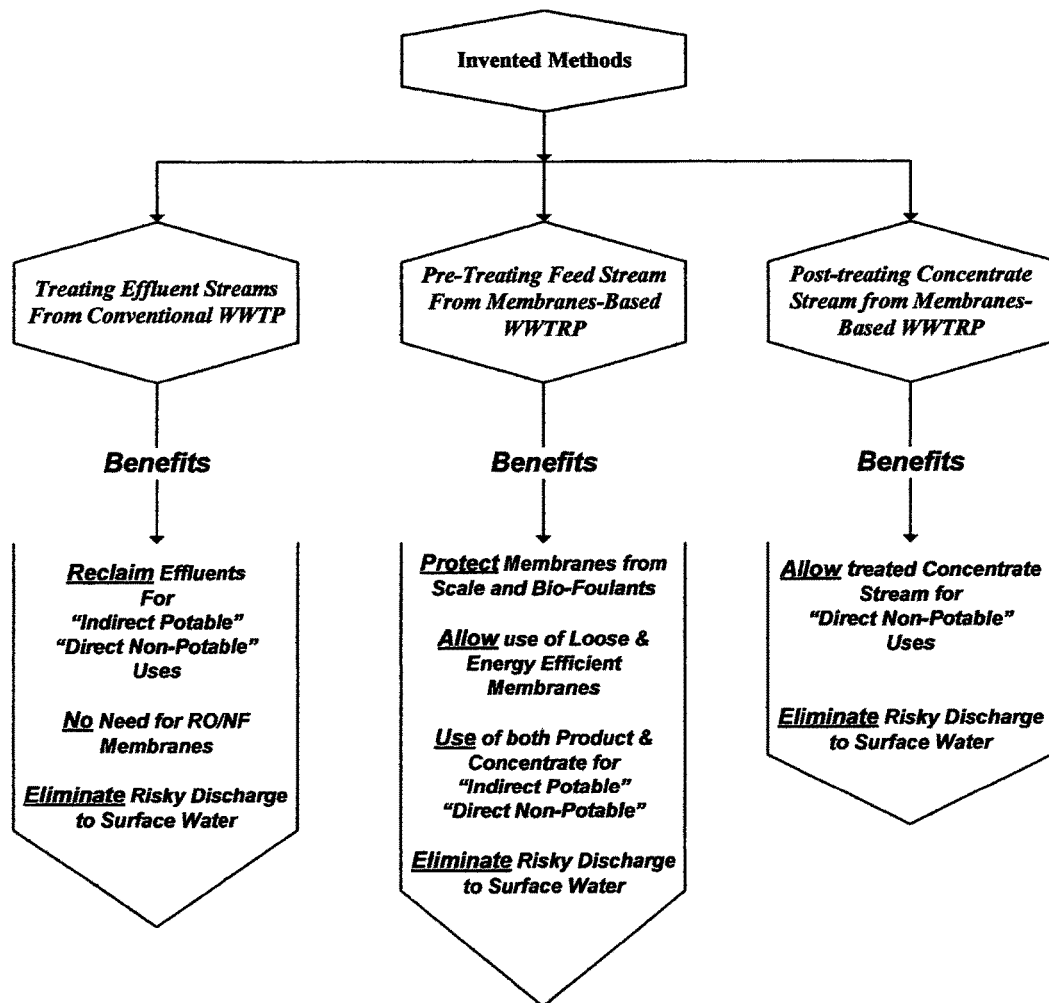 Invented Methods
Treating Effluent Streams
From Conventional WWTP
Pre-Treating Feed Stream
From Membranes-Based
WWTRP
Post-treating Concentrate
Stream from Membranes-
Based WWTRP
Benefits
Benefits
Benefits
Reclaim Effluents
For
“Indirect Potable”
“Direct Non-Potable”
Uses
No Need for RO/NF
Membranes
Eliminate Risky Discharge
to Surface Water
Protect Membranes from
Scale and Bio-Foulants
Allow use of Loose &
Energy Efficient
Membranes
Use of both Product &
Concentrate for
“Indirect Potable”
“Direct Non-Potable”
Eliminate Risky Discharge
to Surface Water
Allow treated Concentrate
Stream for
“Direct Non-Potable”
Uses
Eliminate Risky Discharge
to Surface Water